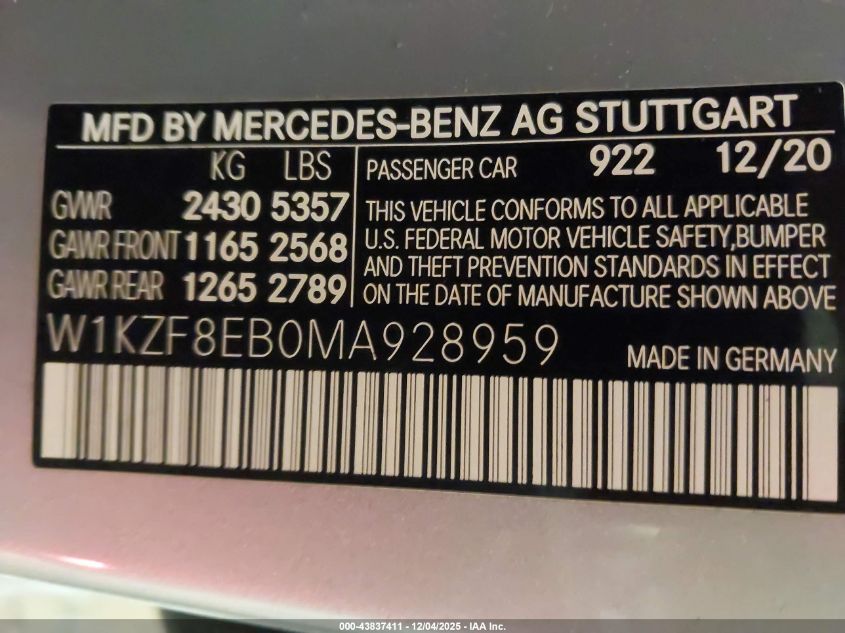 MFD BY MERCEDES-BENZ AG STUTTGART
KG LBS
GVWR 2430 5357
GAWR FRONT 1165 2568
GAWR REAR 1265 2789
PASSENGER CAR 922 12/20
THIS VEHICLE CONFORMS TO ALL APPLICABLE
U.S. FEDERAL MOTOR VEHICLE SAFETY,BUMPER
AND THEFT PREVENTION STANDARDS IN EFFECT
ON THE DATE OF MANUFACTURE SHOWN ABOVE
W1KZF8EB0MA928959
MADE IN GERMANY
000-43837411 - 12/04/2025 - IAA Inc.